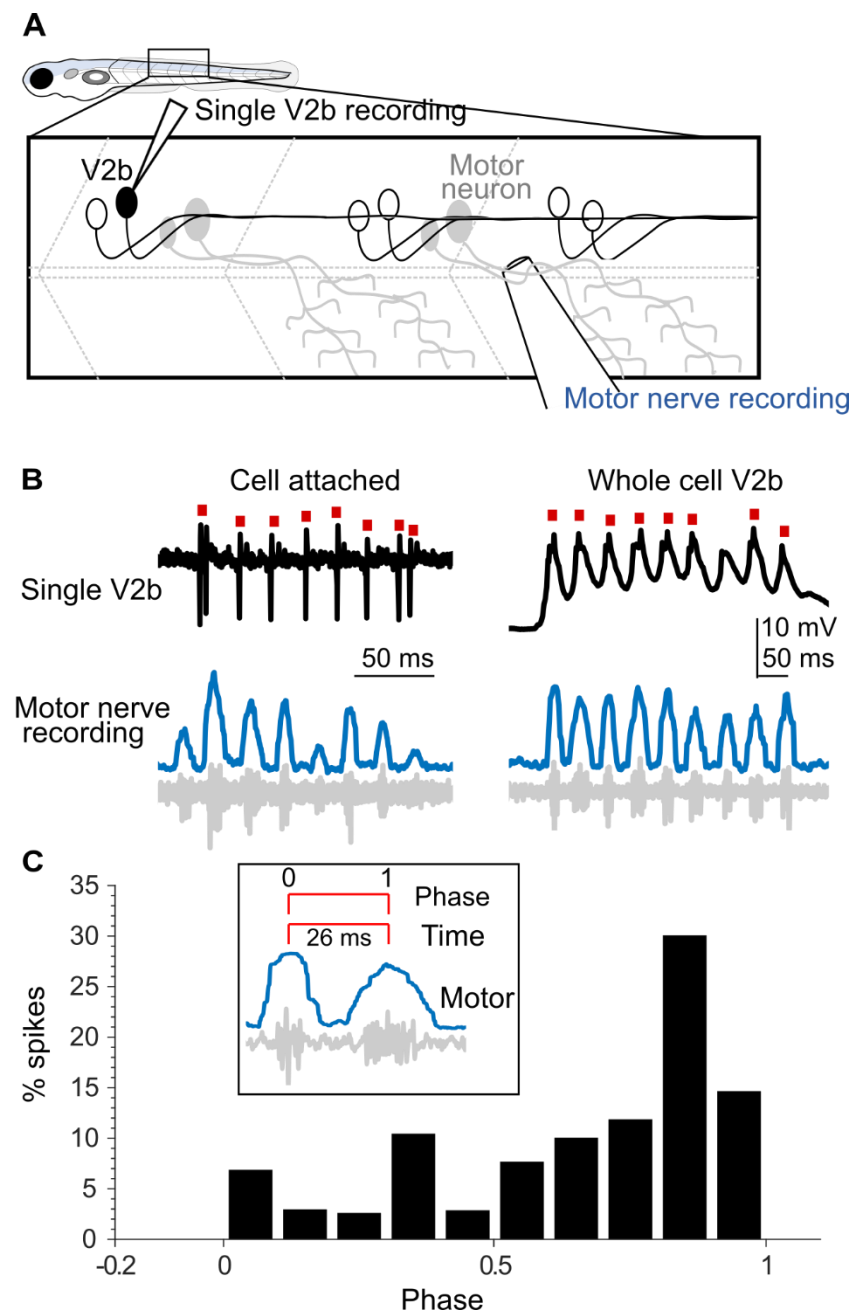 A
Single V2b recording
V2b
Motor
neuron
Motor nerve recording
B
Cell attached
Whole cell V2b
Single V2b
10 mV
50 ms
50 ms
Motor nerve
recording
C
35
30
25
20
15
10
5
0
% spikes
0 1
Phase
26 ms
Time
Motor
-0.2 0 0.5 1
Phase